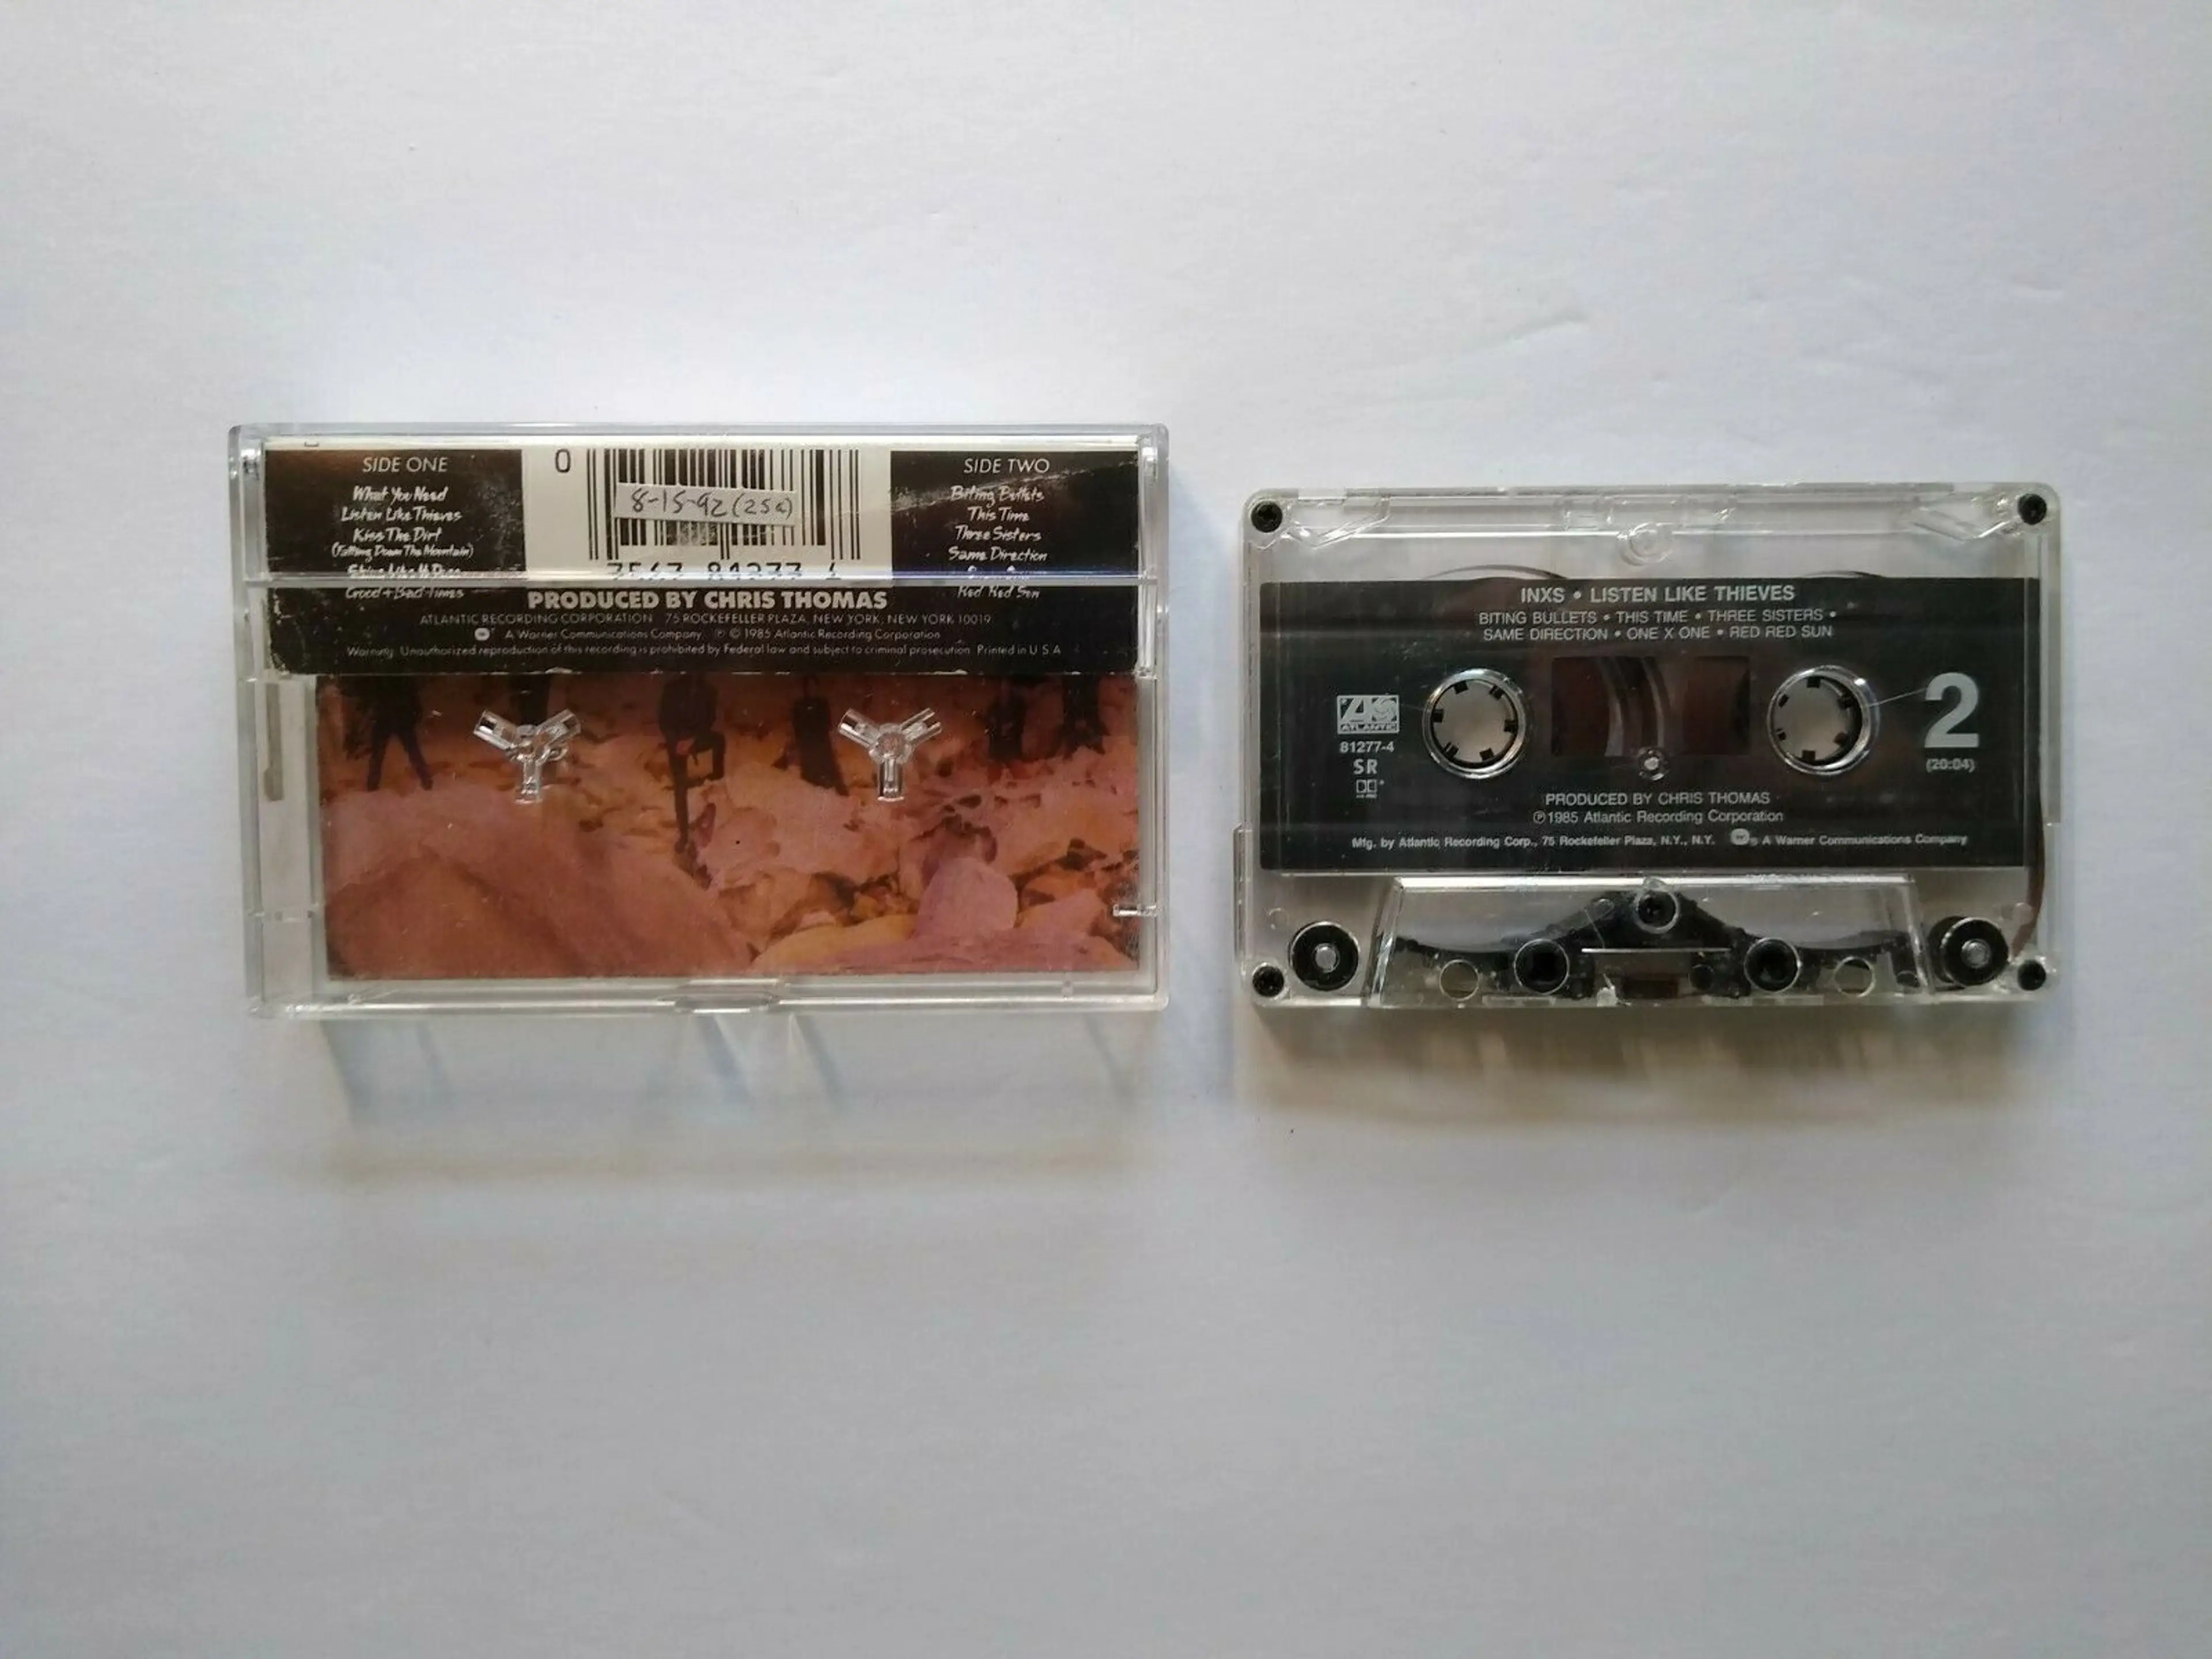 SIDE ONE
What You Need
Listen Like Thieves
Kiss The Dirt
(Falling Down The Mountain)
Shine Like It Does
Good + Bad Times
0
8-15-92 (25¢)
SIDE TWO
Biting Bullets
This Time
Three Sisters
Same Direction
Red Red Sun
PRODUCED BY CHRIS THOMAS
ATLANTIC RECORDING CORPORATION 75 ROCKEFELLER PLAZA, NEW YORK, NEW YORK 10019
A Warner Communications Company ℗ © 1985 Atlantic Recording Corporation
Warning: Unauthorized reproduction of this recording is prohibited by Federal law and subject to criminal prosecution. Printed in U S A
INXS • LISTEN LIKE THIEVES
BITING BULLETS • THIS TIME • THREE SISTERS •
SAME DIRECTION • ONE X ONE • RED RED SUN
ATLANTIC
81277-4
SR
2
(20:04)
PRODUCED BY CHRIS THOMAS
℗ 1985 Atlantic Recording Corporation
Mfg. by Atlantic Recording Corp., 75 Rockefeller Plaza, N.Y., N.Y. A Warner Communications Company